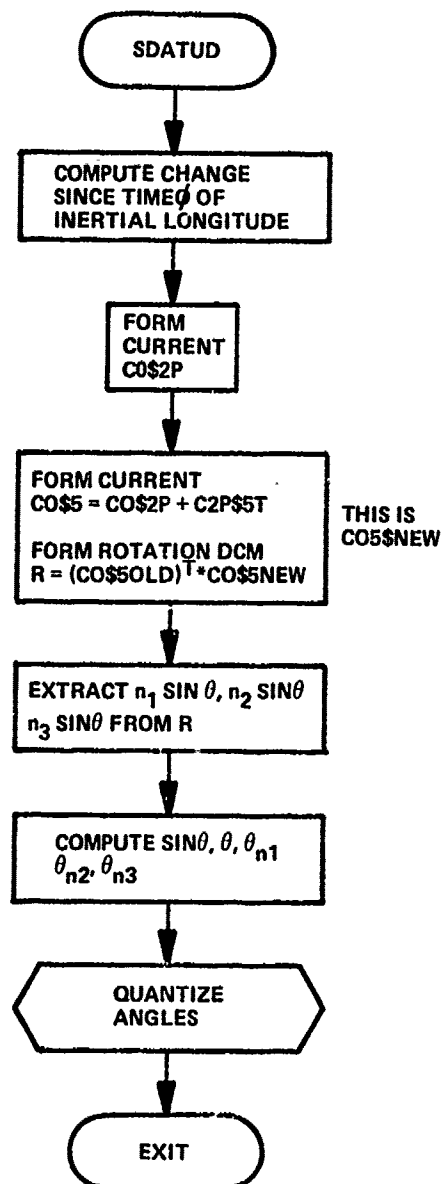 SDATUD
COMPUTE CHANGE
SINCE TIMEϕ OF
INERTIAL LONGITUDE
FORM
CURRENT
C0$2P
FORM CURRENT
CO$5 = CO$2P + C2P$5T
FORM ROTATION DCM
R = (CO$5OLD)ᵀ*CO$5NEW
THIS IS
CO5$NEW
EXTRACT n₁ SIN θ, n₂ SINθ
n₃ SINθ FROM R
COMPUTE SINθ, θ, θn1
θn2, θn3
QUANTIZE
ANGLES
EXIT